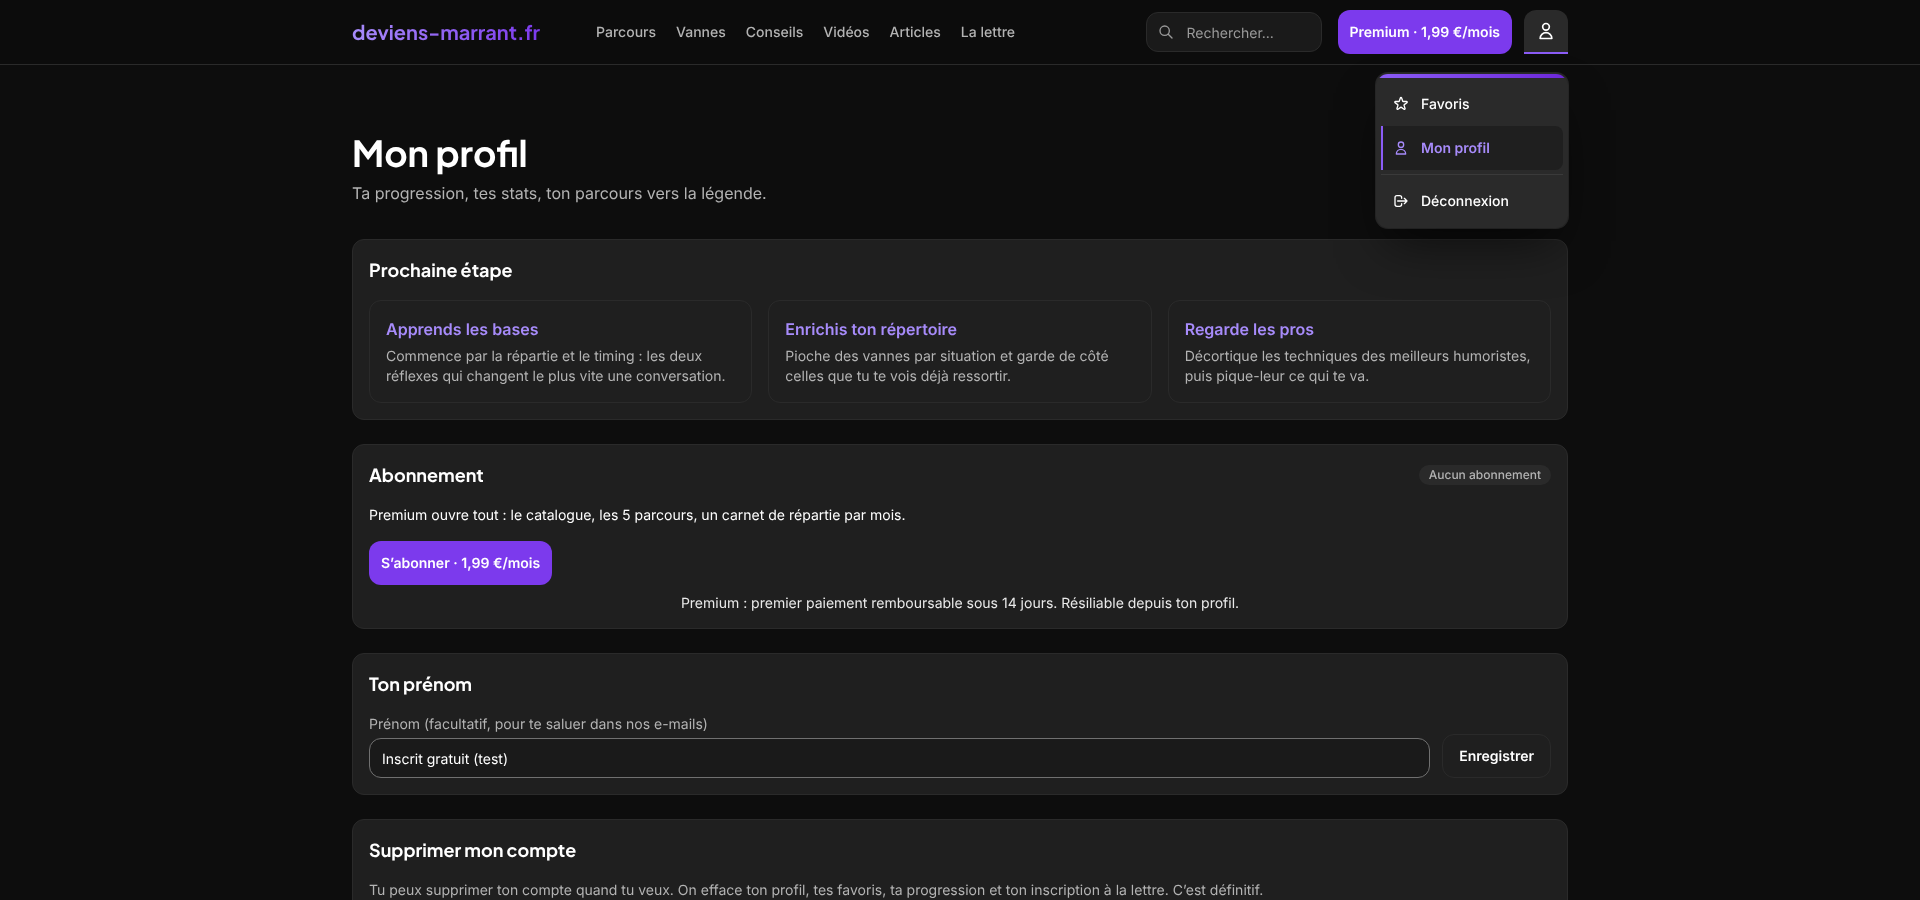 deviens-marrant.fr
Parcours
Vannes
Conseils
Vidéos
Articles
La lettre
Rechercher...
Premium · 1,99 €/mois
Favoris
Mon profil
Déconnexion
Mon profil
Ta progression, tes stats, ton parcours vers la légende.
Prochaine étape
Apprends les bases
Commence par la répartie et le timing : les deux
réflexes qui changent le plus vite une conversation.
Enrichis ton répertoire
Pioche des vannes par situation et garde de côté
celles que tu te vois déjà ressortir.
Regarde les pros
Décortique les techniques des meilleurs humoristes,
puis pique-leur ce qui te va.
Abonnement
Aucun abonnement
Premium ouvre tout : le catalogue, les 5 parcours, un carnet de répartie par mois.
S'abonner · 1,99 €/mois
Premium : premier paiement remboursable sous 14 jours. Résiliable depuis ton profil.
Ton prénom
Prénom (facultatif, pour te saluer dans nos e-mails)
Inscrit gratuit (test)
Enregistrer
Supprimer mon compte
Tu peux supprimer ton compte quand tu veux. On efface ton profil, tes favoris, ta progression et ton inscription à la lettre. C'est définitif.